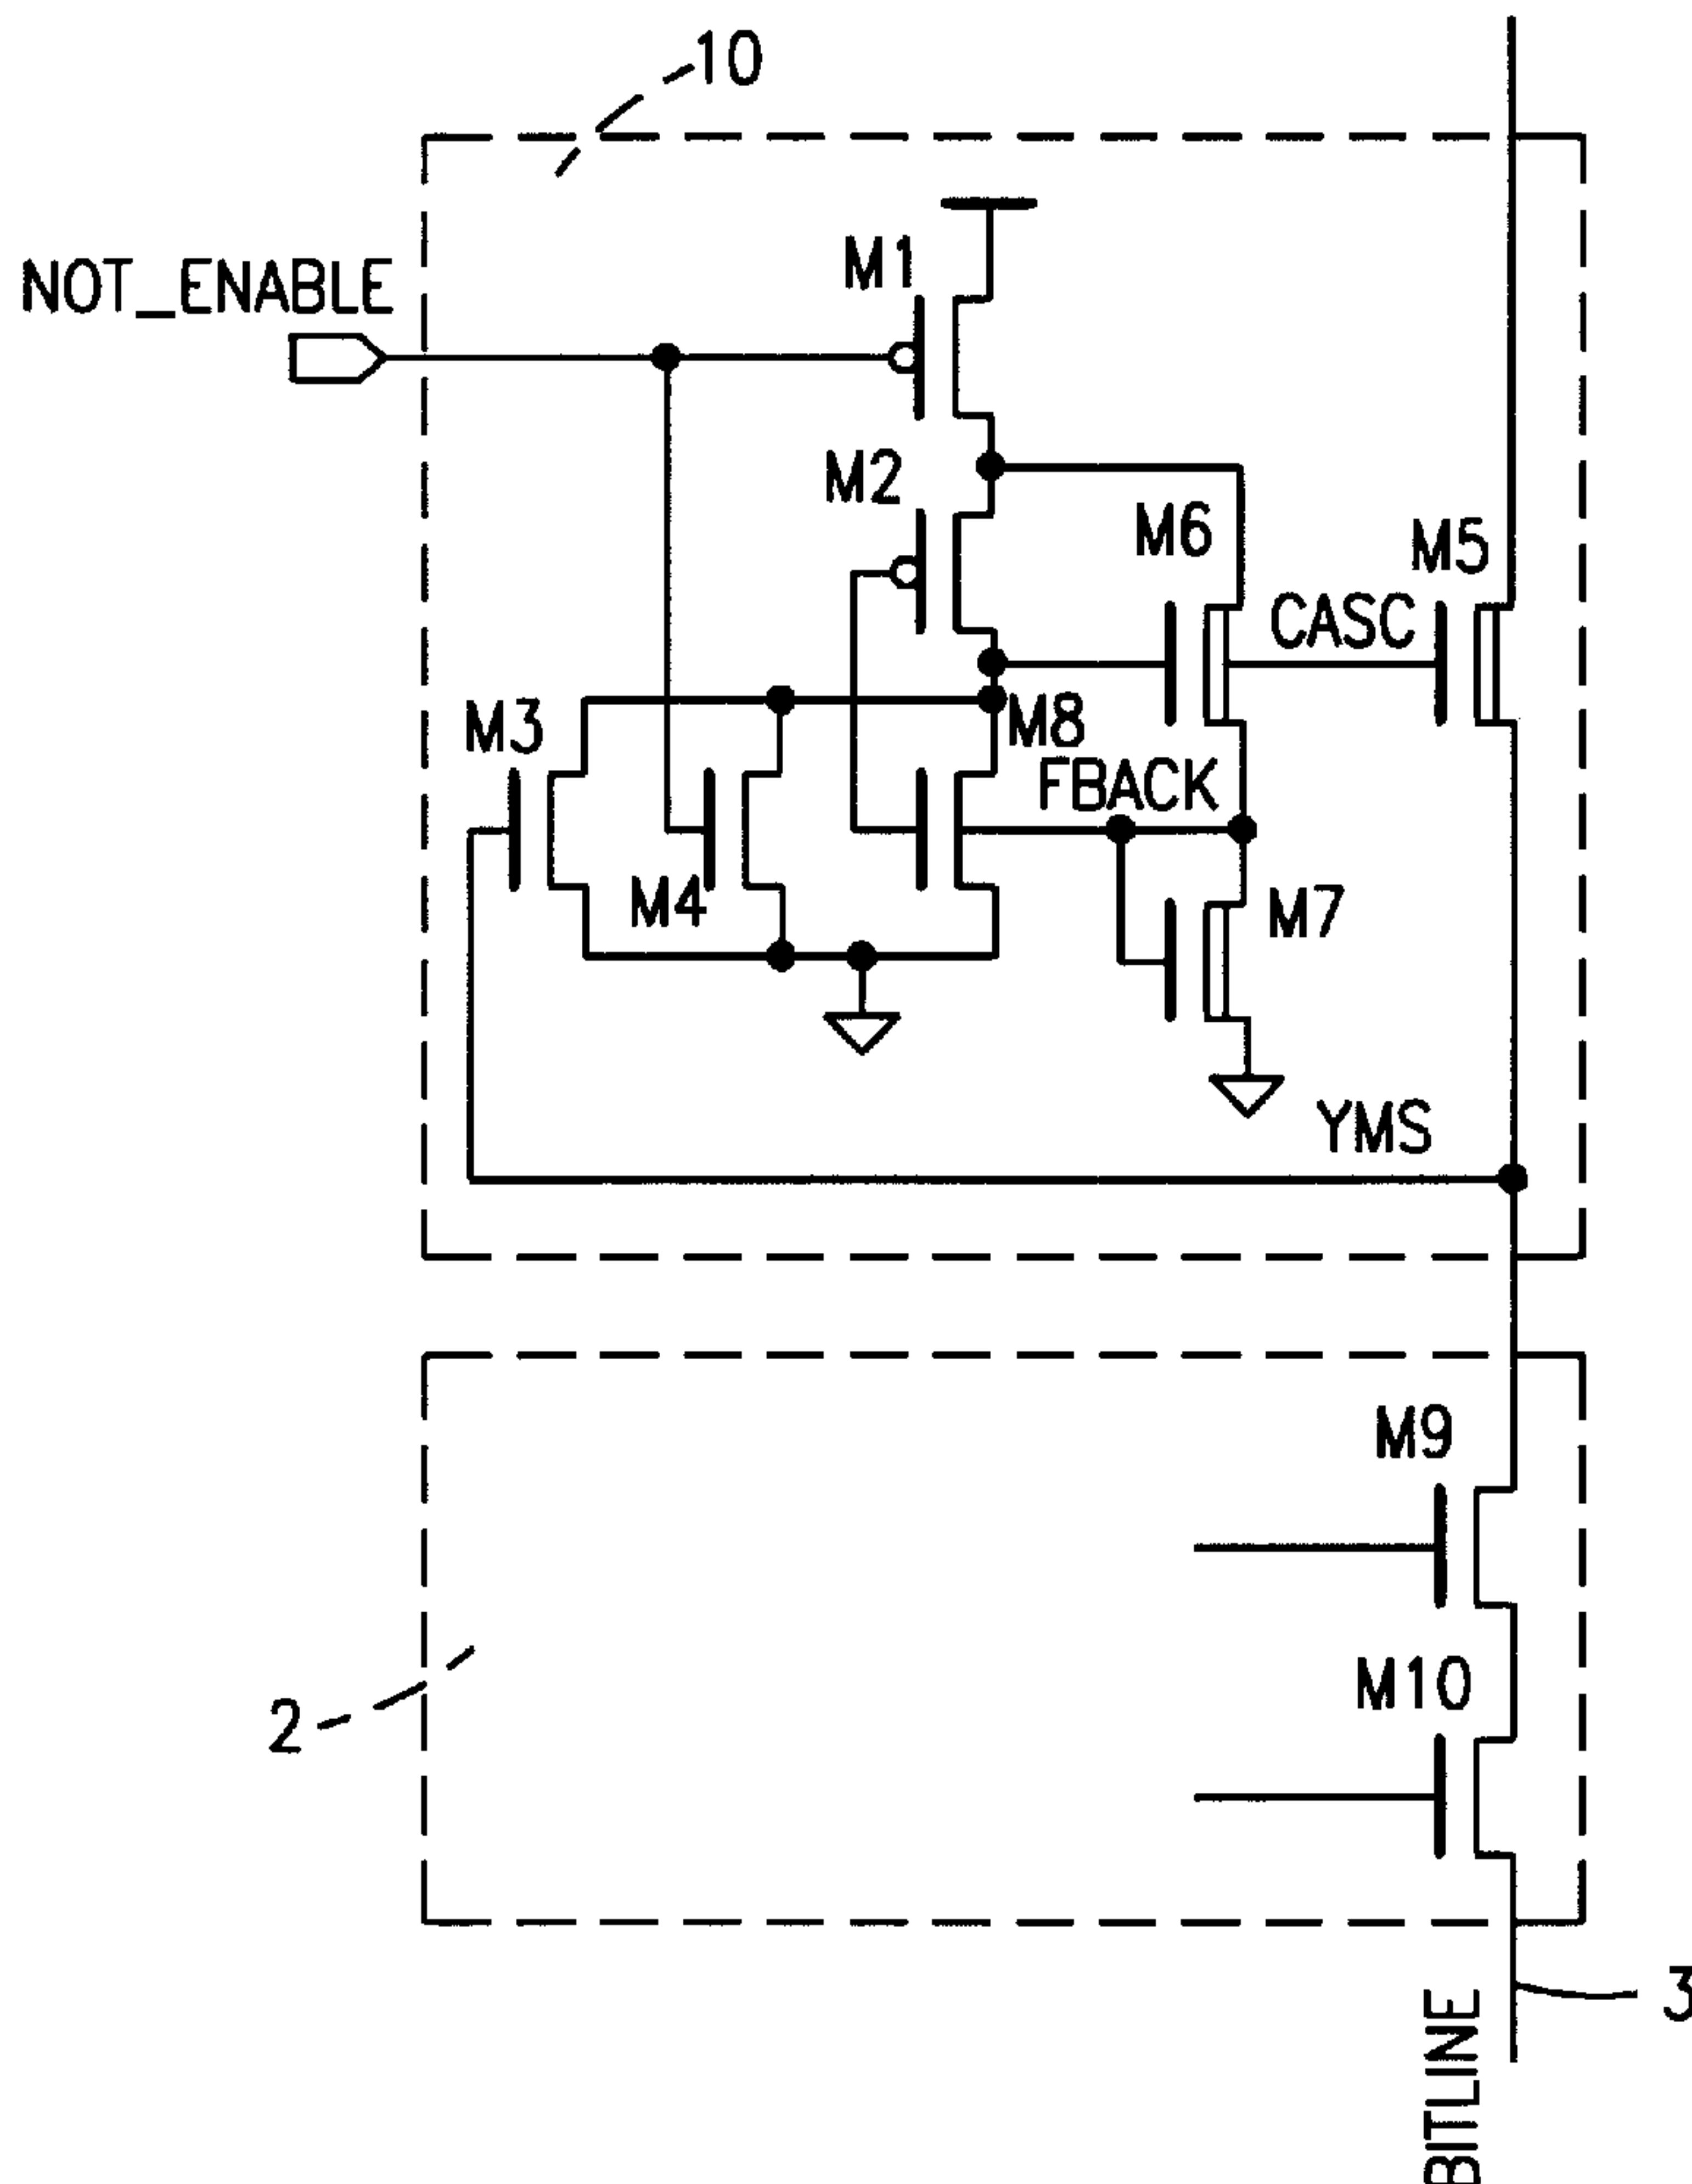 10
NOT_ENABLE
M1
M2
M6
M5
CASC
M3
M8
FBACK
M4
M7
YMS
M9
M10
2
3
BITLINE